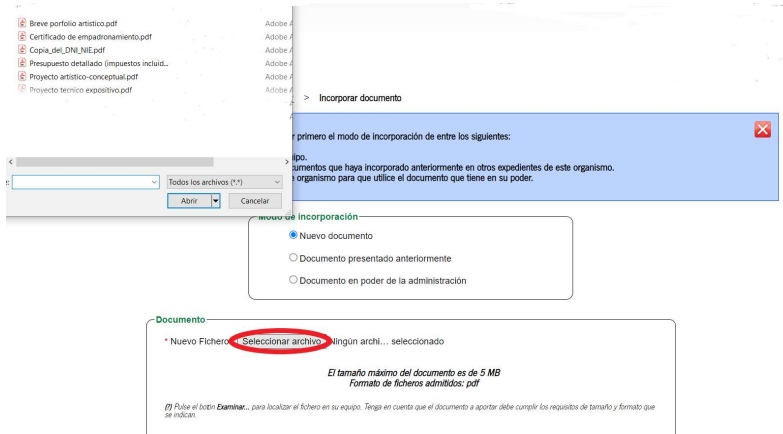 Breve porfolio artistico.pdf Adobe A
Certificado de empadronamiento.pdf Adobe A
Copia_del_DNI_NIE.pdf Adobe A
Presupuesto detallado (impuestos incluid... Adobe A
Proyecto artístico-conceptual.pdf Adobe A
Proyecto tecnico expositivo.pdf Adobe A
> Incorporar documento
r primero el modo de incorporación de entre los siguientes:
ipo.
cumentos que haya incorporado anteriormente en otros expedientes de este organismo.
e organismo para que utilice el documento que tiene en su poder.
Todos los archivos (*.*)
Abrir Cancelar
Modo de incorporación
Nuevo documento
Documento presentado anteriormente
Documento en poder de la administración
Documento
* Nuevo Fichero Seleccionar archivo Ningún archi... seleccionado
El tamaño máximo del documento es de 5 MB
Formato de ficheros admitidos: pdf
(?) Pulse el botón Examinar... para localizar el fichero en su equipo. Tenga en cuenta que el documento a aportar debe cumplir los requisitos de tamaño y formato que
se indican.